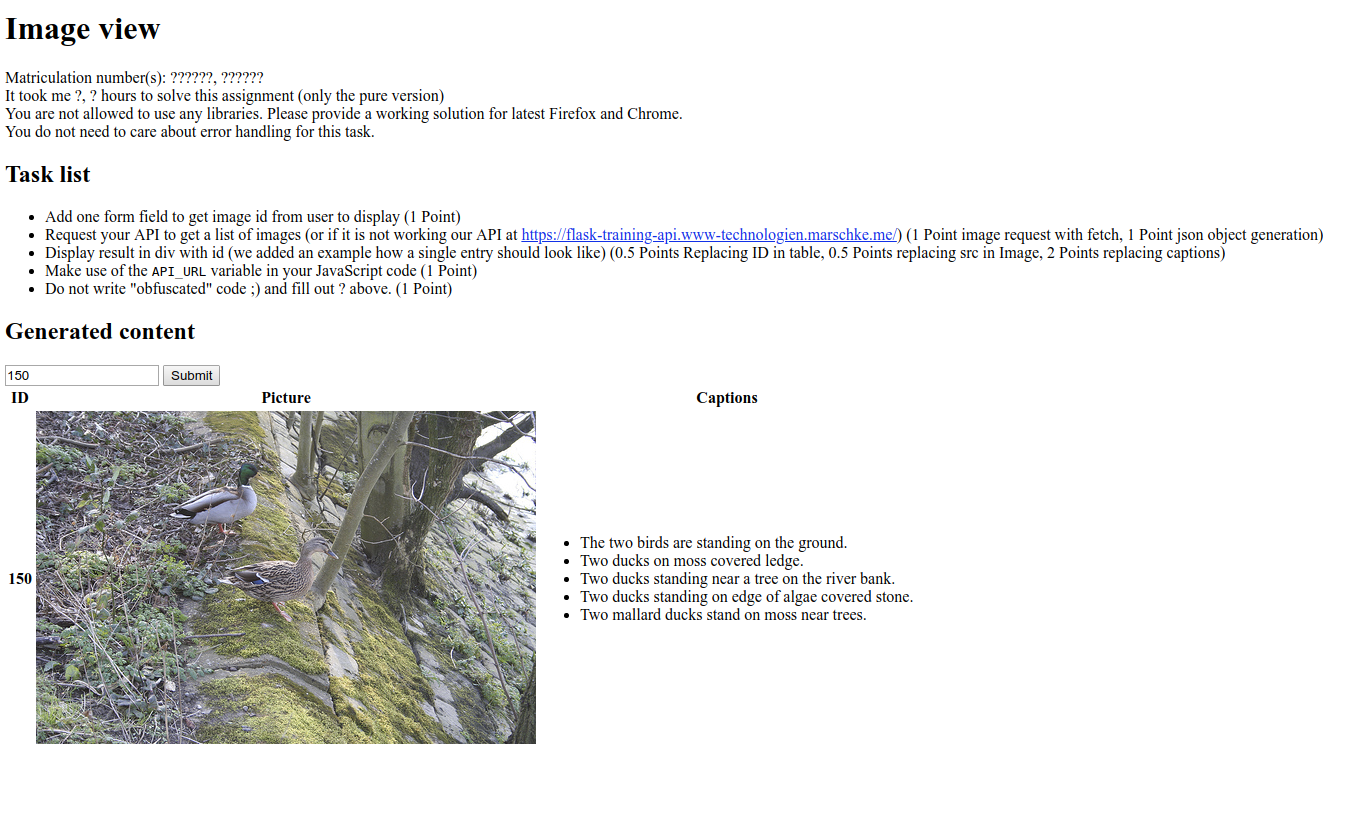 Image view
Matriculation number(s): ??????, ??????
It took me ?, ? hours to solve this assignment (only the pure version)
You are not allowed to use any libraries. Please provide a working solution for latest Firefox and Chrome.
You do not need to care about error handling for this task.
Task list
• Add one form field to get image id from user to display (1 Point)
• Request your API to get a list of images (or if it is not working our API at https://flask-training-api.www-technologien.marschke.me/) (1 Point image request with fetch, 1 Point json object generation)
• Display result in div with id (we added an example how a single entry should look like) (0.5 Points Replacing ID in table, 0.5 Points replacing src in Image, 2 Points replacing captions)
• Make use of the API_URL variable in your JavaScript code (1 Point)
• Do not write "obfuscated" code ;) and fill out ? above. (1 Point)
Generated content
150 Submit
ID Picture Captions
150
• The two birds are standing on the ground.
• Two ducks on moss covered ledge.
• Two ducks standing near a tree on the river bank.
• Two ducks standing on edge of algae covered stone.
• Two mallard ducks stand on moss near trees.